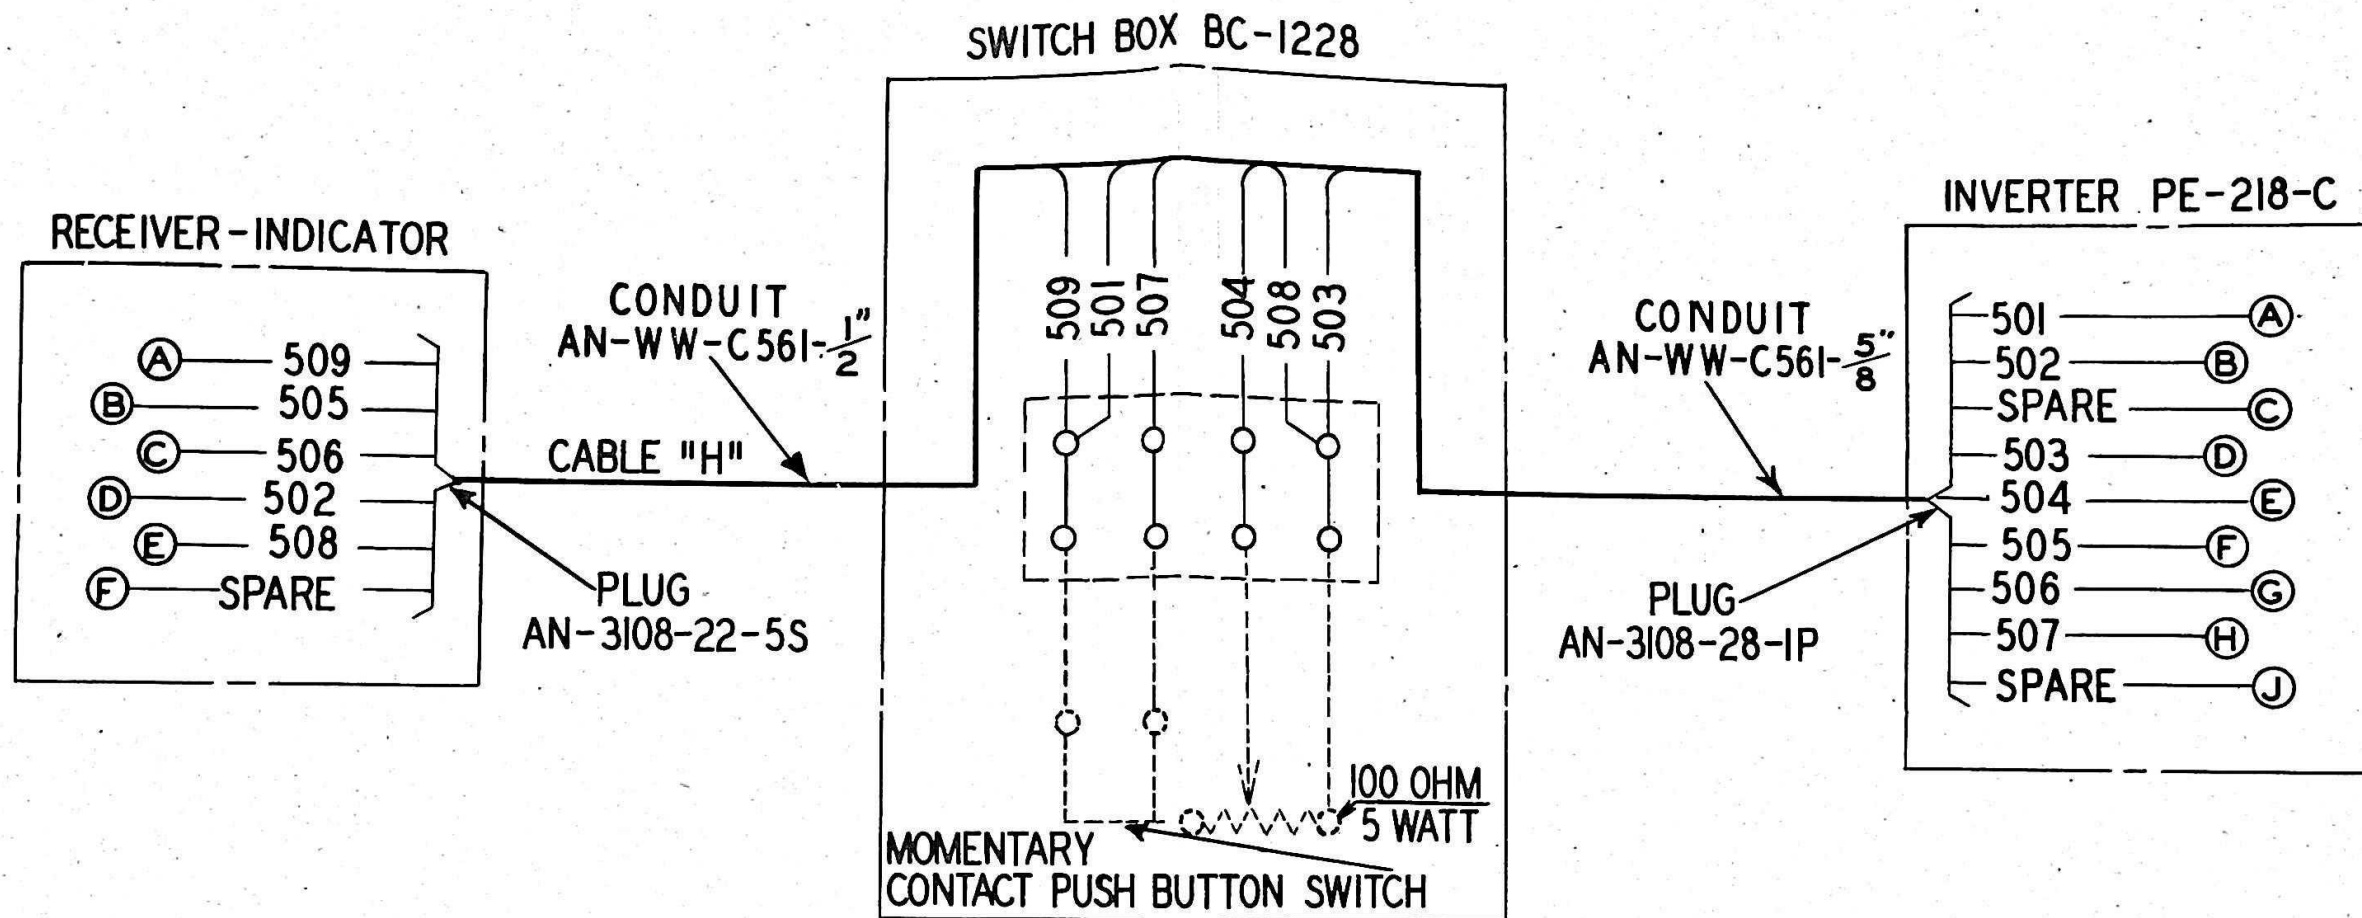 SWITCH BOX BC-1228
RECEIVER-INDICATOR
A 509
B 505
C 506
D 502
E 508
F SPARE
CONDUIT
AN-WW-C561-1/2"
CABLE "H"
PLUG
AN-3108-22-5S
509 501 507 504 508 503
100 OHM
5 WATT
MOMENTARY
CONTACT PUSH BUTTON SWITCH
CONDUIT
AN-WW-C561-5/8"
PLUG
AN-3108-28-1P
INVERTER PE-218-C
501 A
502 B
SPARE C
503 D
504 E
505 F
506 G
507 H
SPARE J